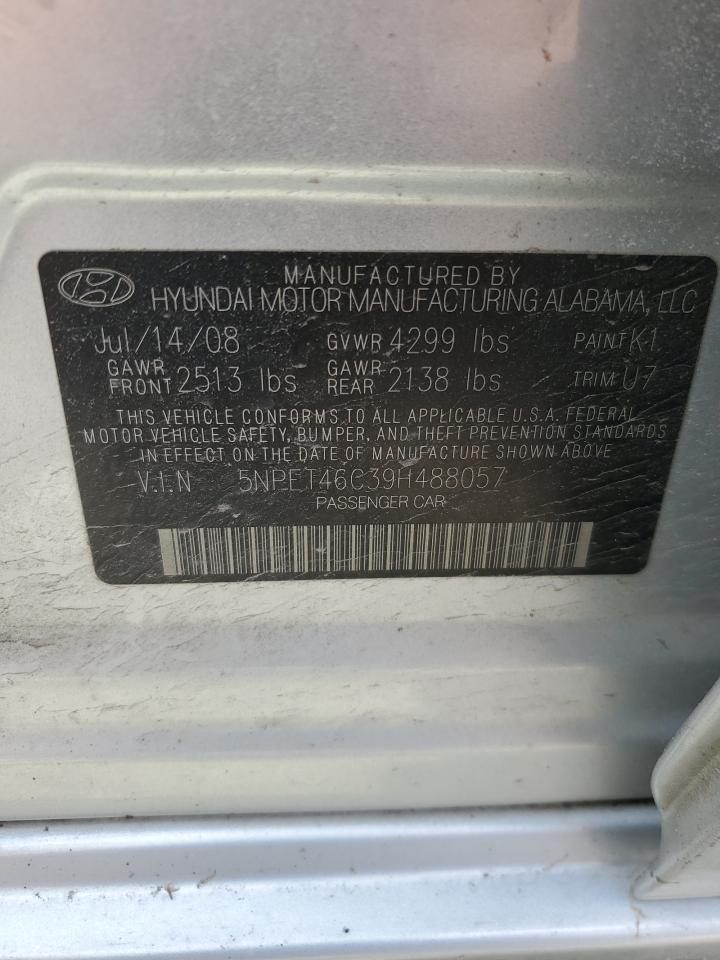 MANUFACTURED BY
HYUNDAI MOTOR MANUFACTURING ALABAMA, LLC
Jul/14/08 GVWR 4299 lbs PAINT K1
GAWR FRONT 2513 lbs GAWR REAR 2138 lbs TRIM U7
THIS VEHICLE CONFORMS TO ALL APPLICABLE U.S.A. FEDERAL
MOTOR VEHICLE SAFETY, BUMPER, AND THEFT PREVENTION STANDARDS
IN EFFECT ON THE DATE OF MANUFACTURE SHOWN ABOVE.
V.I.N 5NPET46C39H488057
PASSENGER CAR